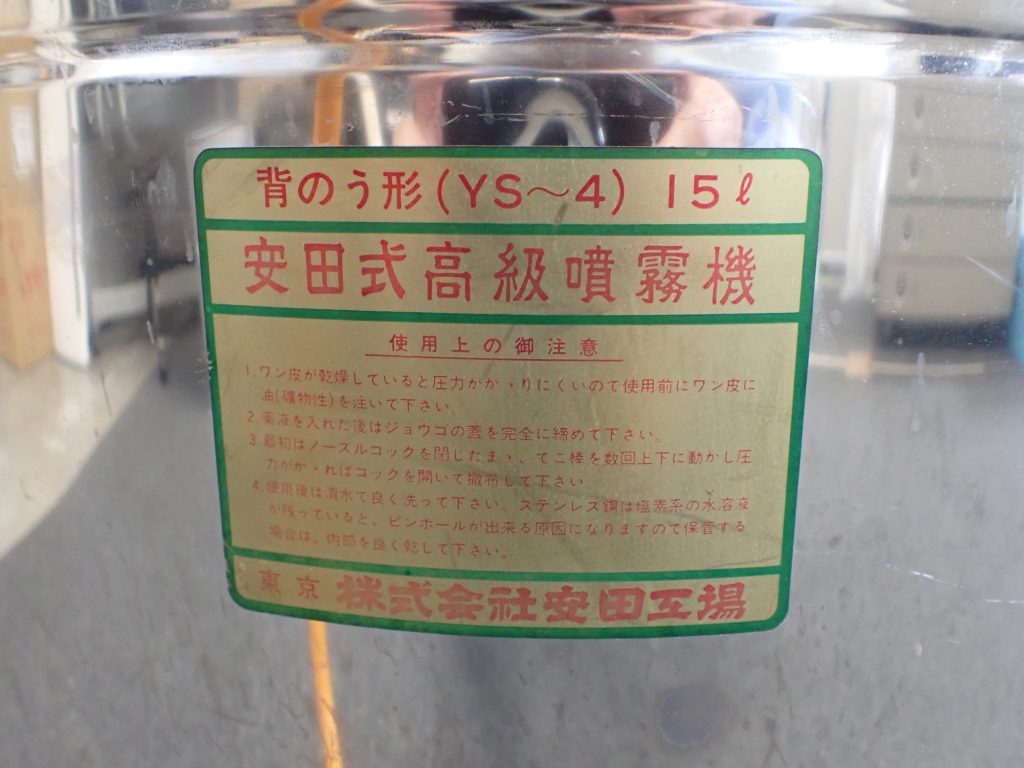 背のう形(YS〜4) 15ℓ
安田式高級噴霧機
使用上の御注意
1.ワン皮が乾燥していると圧力がかゝりにくいので使用前にワン皮に
油(礦物性)を注いで下さい。
2.薬液を入れた後はジョウゴの蓋を完全に締めて下さい。
3.最初はノーズルコックを閉じたまゝ、てこ棒を数回上下に動かし圧
力がかゝればコックを開いて撒布して下さい。
4.使用後は清水で良く洗って下さい。ステンレス鋼は塩素系の水溶液
が残っていると、ピンホールが出来る原因になりますので保管する
場合は、内部を良く乾して下さい。
東京 株式会社安田工場